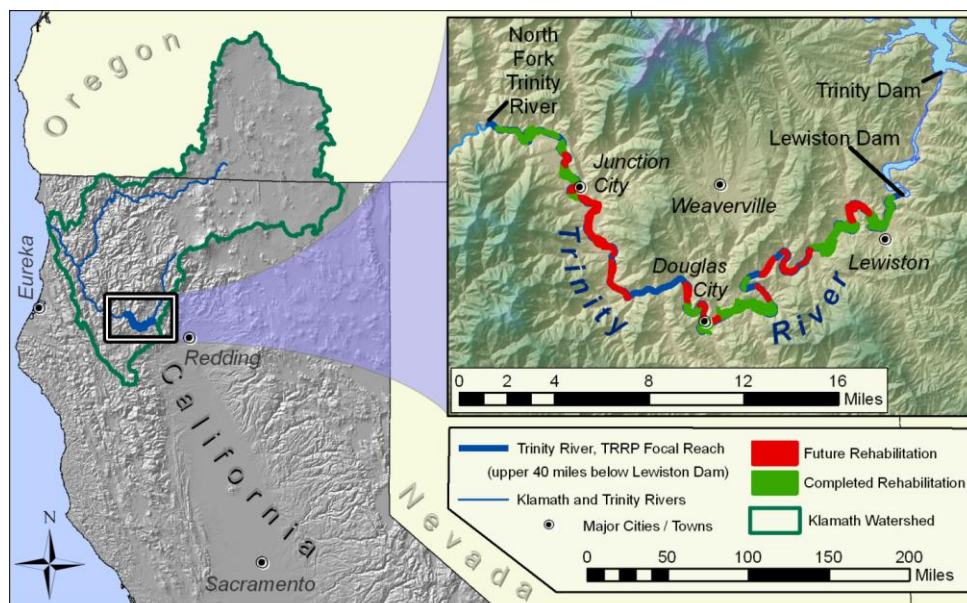 Oregon
Eureka
Redding
California
Sacramento
Nevada
N
North
Fork
Trinity
River
Trinity Dam
Lewiston Dam
Junction
City
Weaverville
Douglas
City
Lewiston
Trinity
River
0 2 4 8 12 16
Miles
Trinity River, TRRP Focal Reach
(upper 40 miles below Lewiston Dam)
Klamath and Trinity Rivers
Major Cities / Towns
Future Rehabilitation
Completed Rehabilitation
Klamath Watershed
0 50 100 150 200
Miles